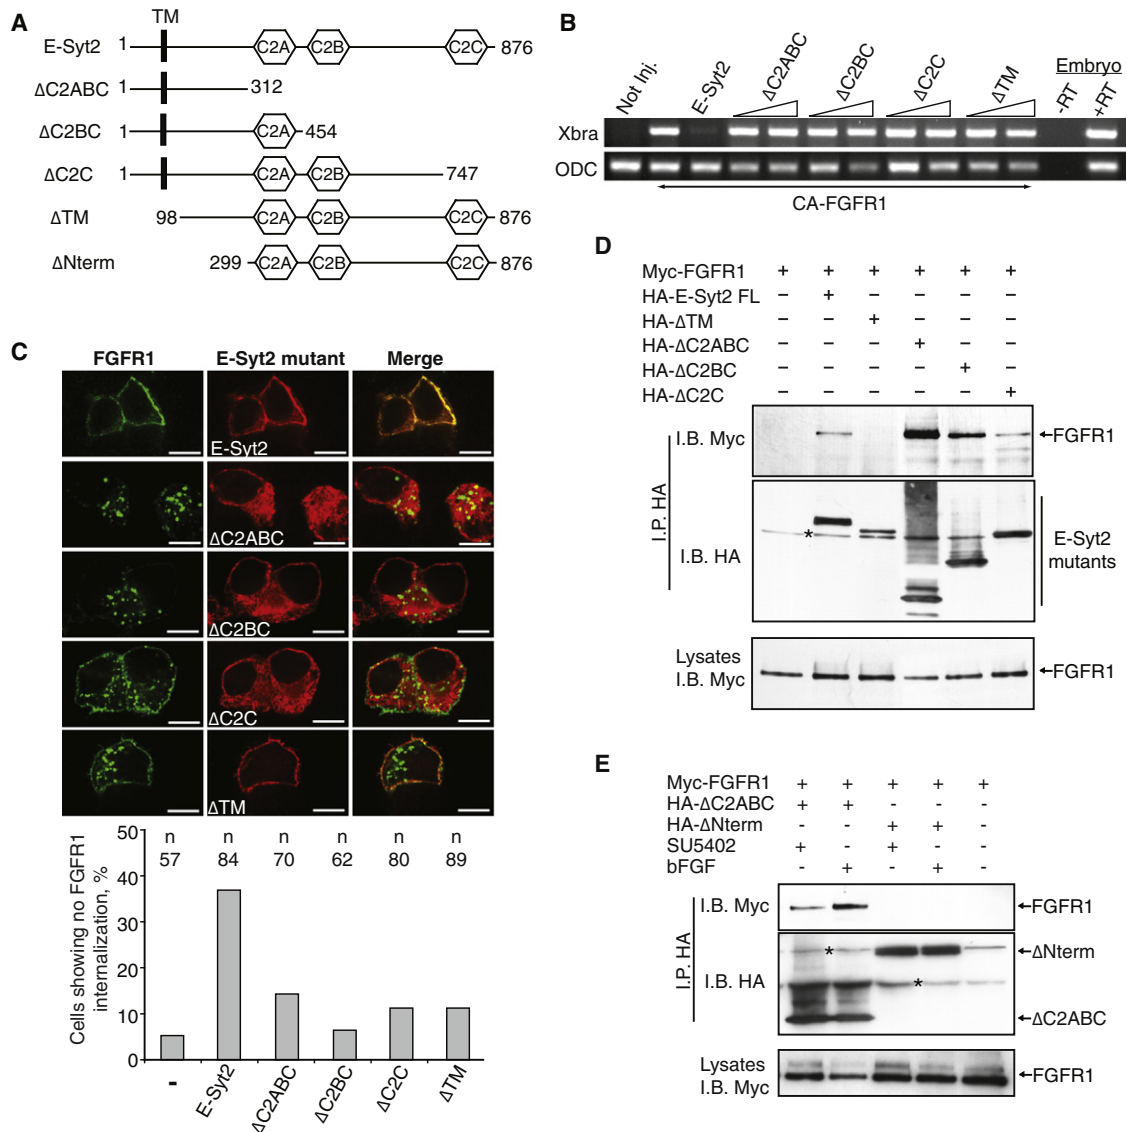 A
TM
E-Syt2 1 C2A C2B C2C 876
ΔC2ABC 1 312
ΔC2BC 1 C2A 454
ΔC2C 1 C2A C2B 747
ΔTM 98 C2A C2B C2C 876
ΔNterm 299 C2A C2B C2C 876
B
Not Inj. E-Syt2 ΔC2ABC ΔC2BC ΔC2C ΔTM Embryo
-RT +RT
Xbra
ODC
CA-FGFR1
C
FGFR1 E-Syt2 mutant Merge
E-Syt2
ΔC2ABC
ΔC2BC
ΔC2C
ΔTM
Cells showing no FGFR1 internalization, %
50
40
30
20
10
0
n n n n n n
57 84 70 62 80 89
- E-Syt2 ΔC2ABC ΔC2BC ΔC2C ΔTM
D
Myc-FGFR1 + + + + + +
HA-E-Syt2 FL – + – – – –
HA-ΔTM – – + – – –
HA-ΔC2ABC – – – + – –
HA-ΔC2BC – – – – + –
HA-ΔC2C – – – – – +
I.P. HA
I.B. Myc ←FGFR1
*
I.B. HA E-Syt2 mutants
Lysates
I.B. Myc ←FGFR1
E
Myc-FGFR1 + + + + +
HA-ΔC2ABC + + - - -
HA-ΔNterm - - + + -
SU5402 + - + - -
bFGF - + - + -
I.P. HA
I.B. Myc ←FGFR1
* ←ΔNterm
I.B. HA *
←ΔC2ABC
Lysates
I.B. Myc ←FGFR1